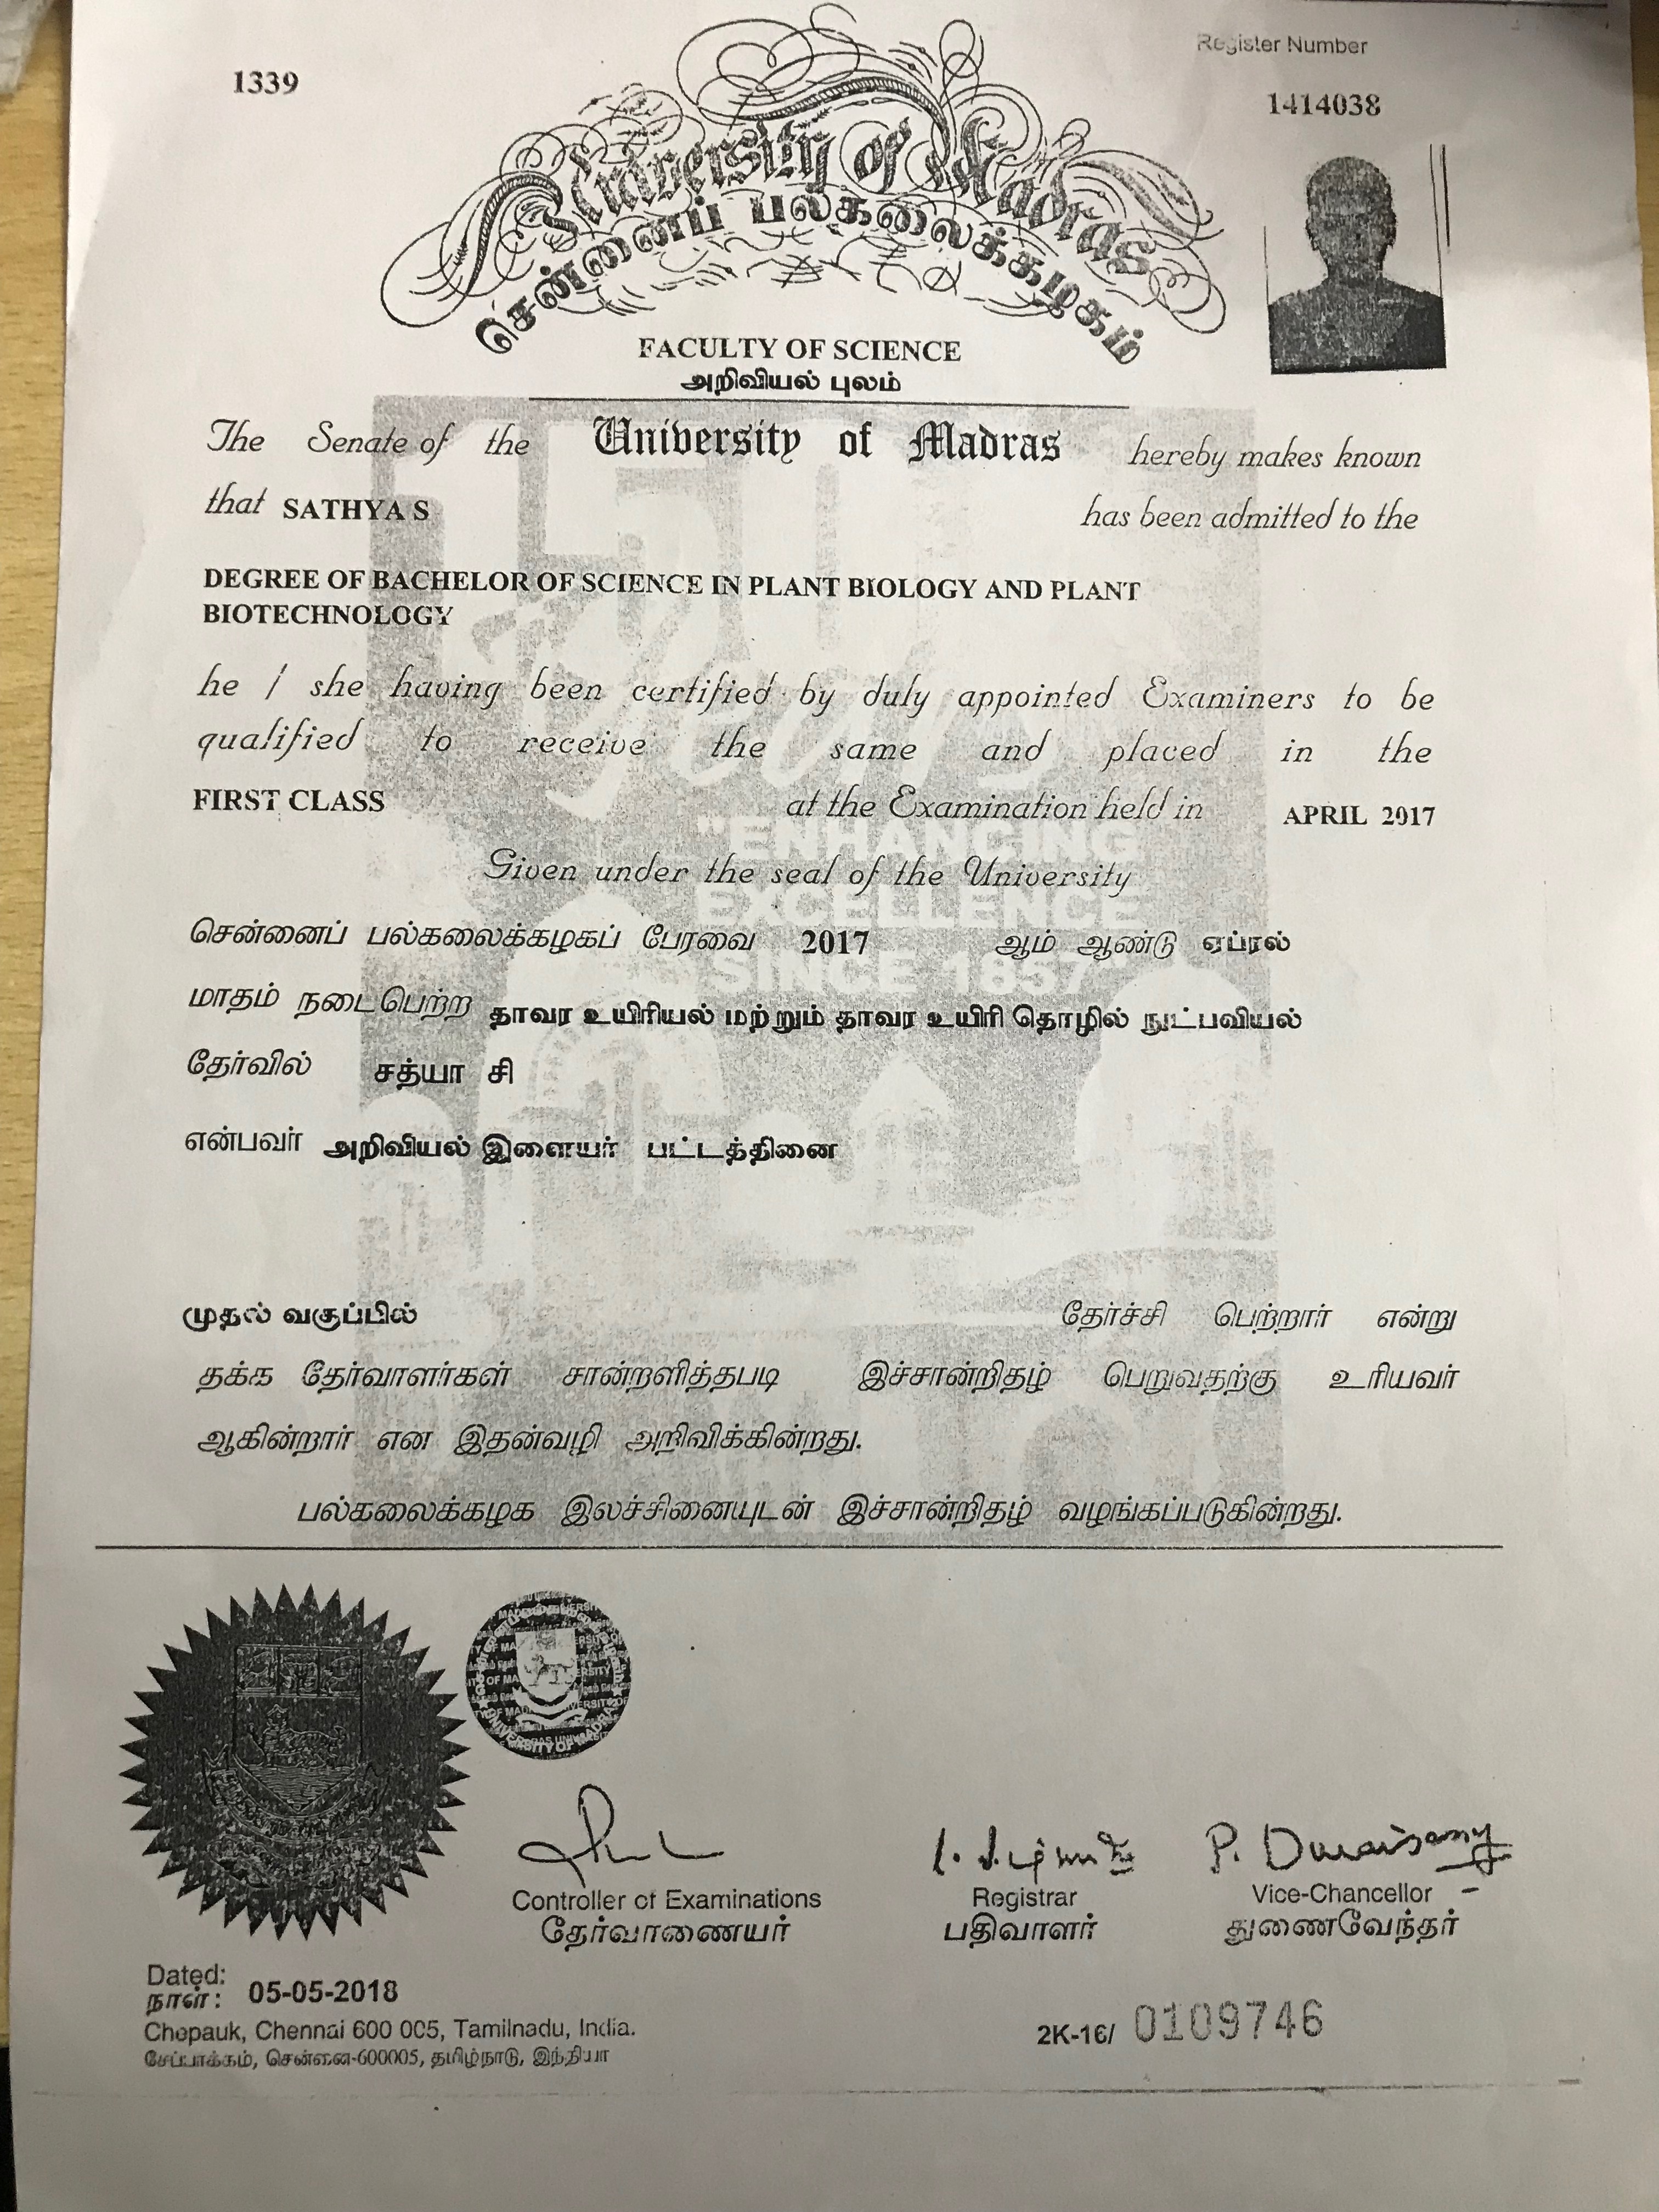 Register Number
1339
1414038
University of Madras
சென்னைப் பல்கலைக்கழகம்
FACULTY OF SCIENCE
அறிவியல் புலம்
The Senate of the University of Madras hereby makes known
that SATHYA S has been admitted to the
DEGREE OF BACHELOR OF SCIENCE IN PLANT BIOLOGY AND PLANT
BIOTECHNOLOGY
he / she having been certified by duly appointed Examiners to be
qualified to receive the same and placed in the
FIRST CLASS at the Examination held in APRIL 2017
"ENHANCING
Given under the seal of the University
EXCELLENCE
சென்னைப் பல்கலைக்கழகப் பேரவை 2017 ஆம் ஆண்டு ஏப்ரல்
SINCE 1857"
மாதம் நடைபெற்ற தாவர உயிரியல் மற்றும் தாவர உயிரி தொழில் நுட்பவியல்
தேர்வில் சத்யா சி
என்பவர் அறிவியல் இளையர் பட்டத்தினை
முதல் வகுப்பில் தேர்ச்சி பெற்றார் என்று
தக்க தேர்வாளர்கள் சான்றளித்தபடி இச்சான்றிதழ் பெறுவதற்கு உரியவர்
ஆகின்றார் என இதன்வழி அறிவிக்கின்றது.
பல்கலைக்கழக இலச்சினையுடன் இச்சான்றிதழ் வழங்கப்படுகின்றது.
UNIVERSITY OF MADRAS
P. Duraisamy
Controller of Examinations Registrar Vice-Chancellor
தேர்வாணையர் பதிவாளர் துணைவேந்தர்
Dated:
நாள் : 05-05-2018
Chepauk, Chennai 600 005, Tamilnadu, India.
2K-16/ 0109746
சேப்பாக்கம், சென்னை-600005, தமிழ்நாடு, இந்தியா